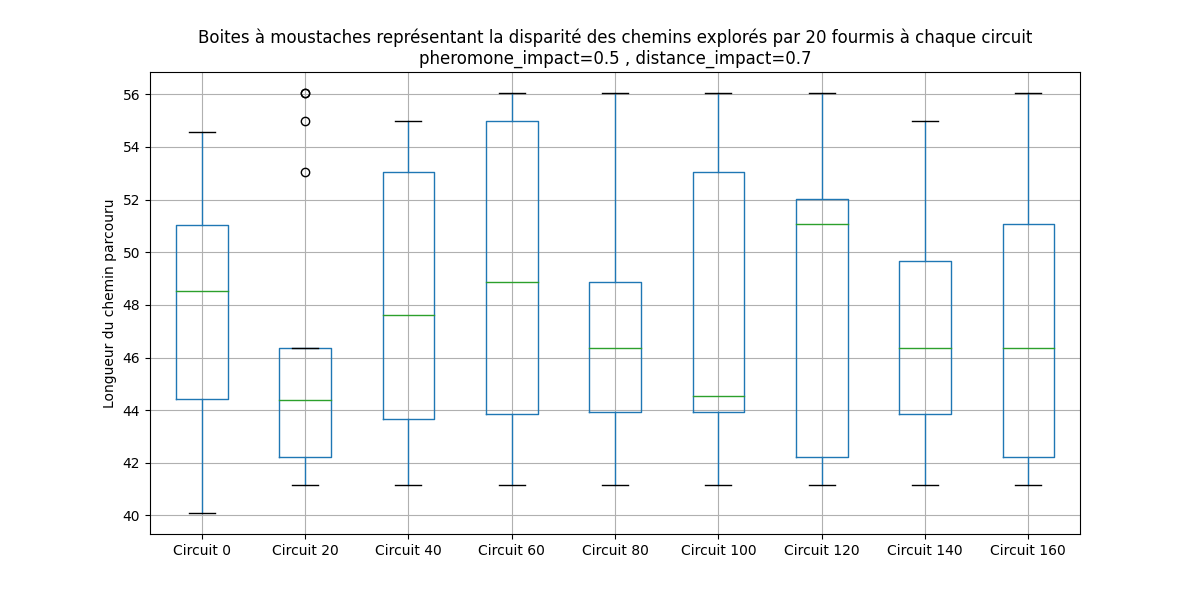 Boites à moustaches représentant la disparité des chemins explorés par 20 fourmis à chaque circuit
pheromone_impact=0.5 , distance_impact=0.7
Longueur du chemin parcouru
56
54
52
50
48
46
44
42
40
Circuit 0 Circuit 20 Circuit 40 Circuit 60 Circuit 80 Circuit 100 Circuit 120 Circuit 140 Circuit 160